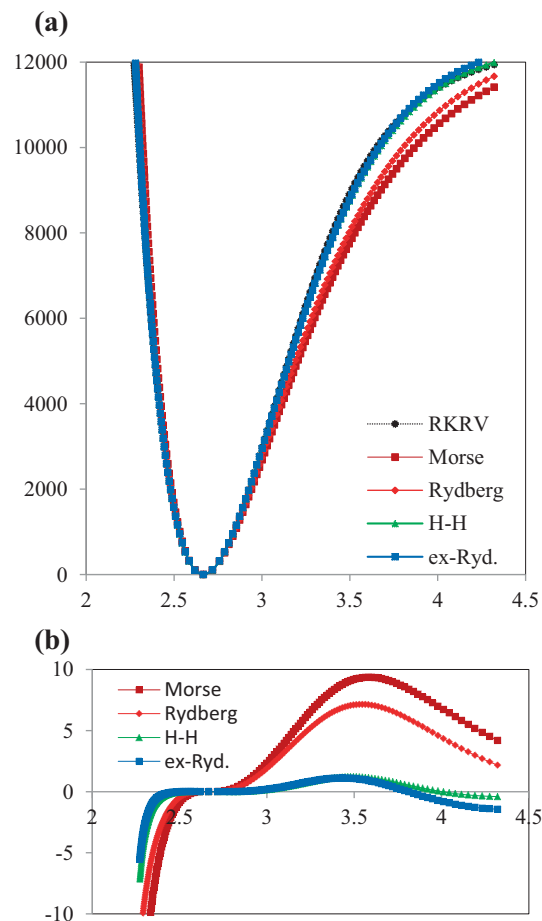 (a)
12000
10000
8000
6000
4000
2000
0
RKRV
Morse
Rydberg
H-H
ex-Ryd.
2 2.5 3 3.5 4 4.5
(b)
10
5
0
-5
-10
Morse
Rydberg
H-H
ex-Ryd.
2 2.5 3 3.5 4 4.5